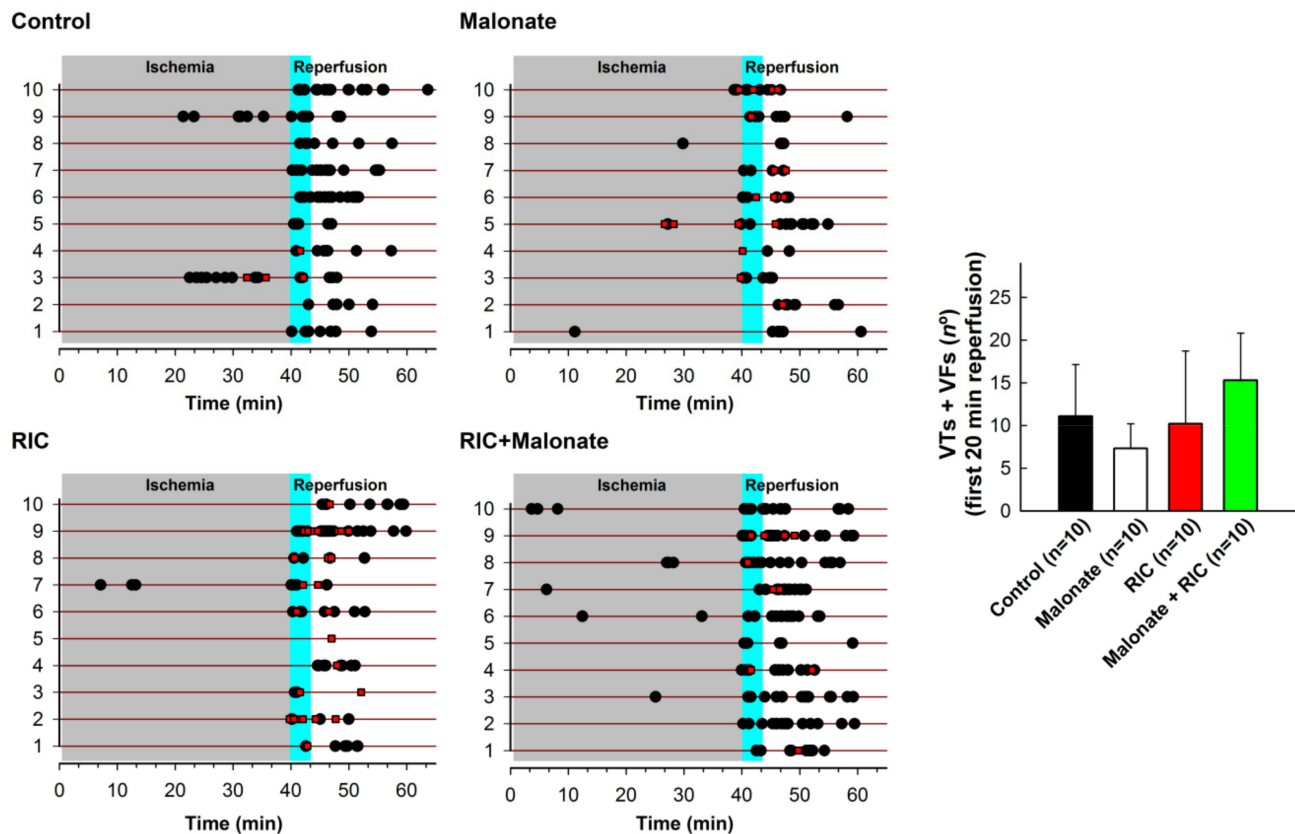 Control
Ischemia
Reperfusion
10
9
8
7
6
5
4
3
2
1
0 10 20 30 40 50 60
Time (min)
Malonate
Ischemia
Reperfusion
10
9
8
7
6
5
4
3
2
1
0 10 20 30 40 50 60
Time (min)
RIC
Ischemia
Reperfusion
10
9
8
7
6
5
4
3
2
1
0 10 20 30 40 50 60
Time (min)
RIC+Malonate
Ischemia
Reperfusion
10
9
8
7
6
5
4
3
2
1
0 10 20 30 40 50 60
Time (min)
VTs + VFs (nº)
(first 20 min reperfusion)
25
20
15
10
5
0
Control (n=10)
Malonate (n=10)
RIC (n=10)
Malonate + RIC (n=10)